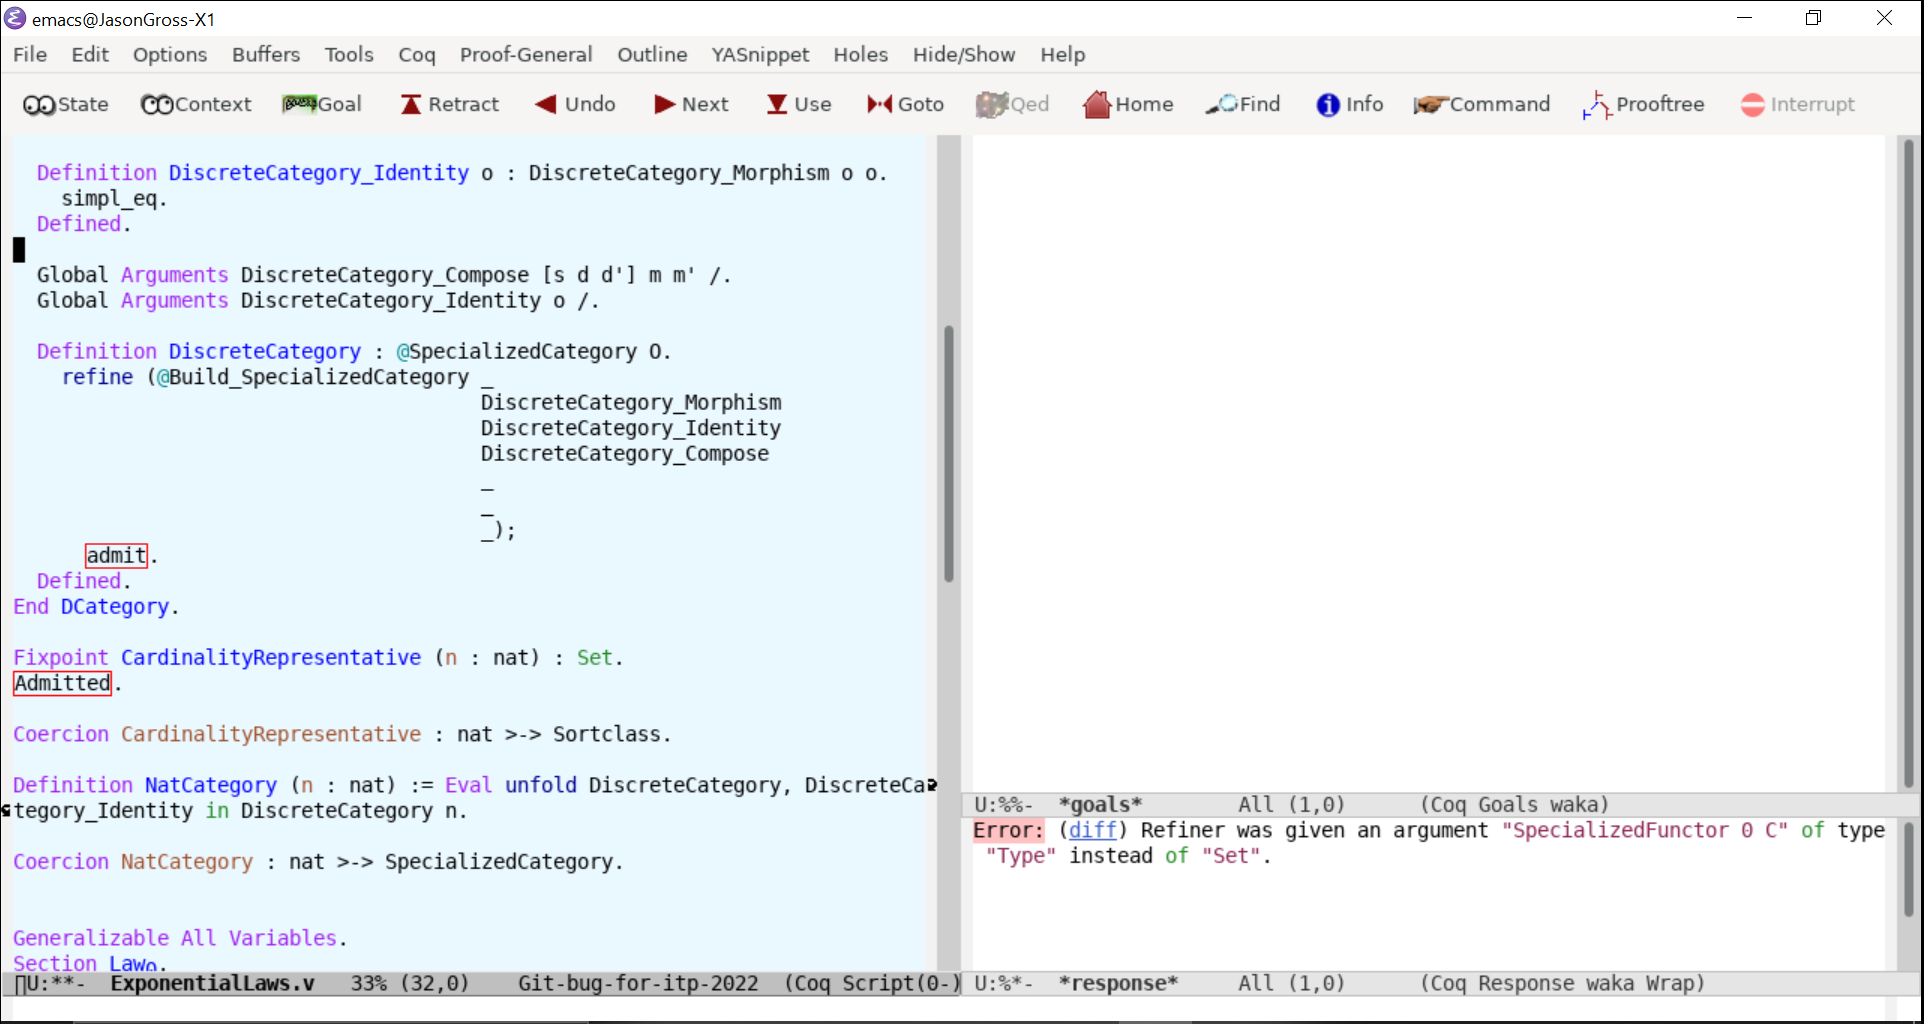 emacs@JasonGross-X1
File Edit Options Buffers Tools Coq Proof-General Outline YASnippet Holes Hide/Show Help
State Context Goal Retract Undo Next Use Goto Qed Home Find Info Command Prooftree Interrupt
Definition DiscreteCategory_Identity o : DiscreteCategory_Morphism o o.
simpl_eq.
Defined.
Global Arguments DiscreteCategory_Compose [s d d'] m m' /.
Global Arguments DiscreteCategory_Identity o /.
Definition DiscreteCategory : @SpecializedCategory O.
refine (@Build_SpecializedCategory _
DiscreteCategory_Morphism
DiscreteCategory_Identity
DiscreteCategory_Compose
_
_
_);
admit.
Defined.
End DCategory.
Fixpoint CardinalityRepresentative (n : nat) : Set.
Admitted.
Coercion CardinalityRepresentative : nat >-> Sortclass.
Definition NatCategory (n : nat) := Eval unfold DiscreteCategory, DiscreteCa
tegory_Identity in DiscreteCategory n.
Coercion NatCategory : nat >-> SpecializedCategory.
Generalizable All Variables.
Section Law0.
U:**-  ExponentialLaws.v   33% (32,0)    Git-bug-for-itp-2022  (Coq Script(0-)
U:%%-  *goals*        All (1,0)      (Coq Goals waka)
Error: (diff) Refiner was given an argument "SpecializedFunctor 0 C" of type
"Type" instead of "Set".
U:%*-  *response*     All (1,0)      (Coq Response waka Wrap)